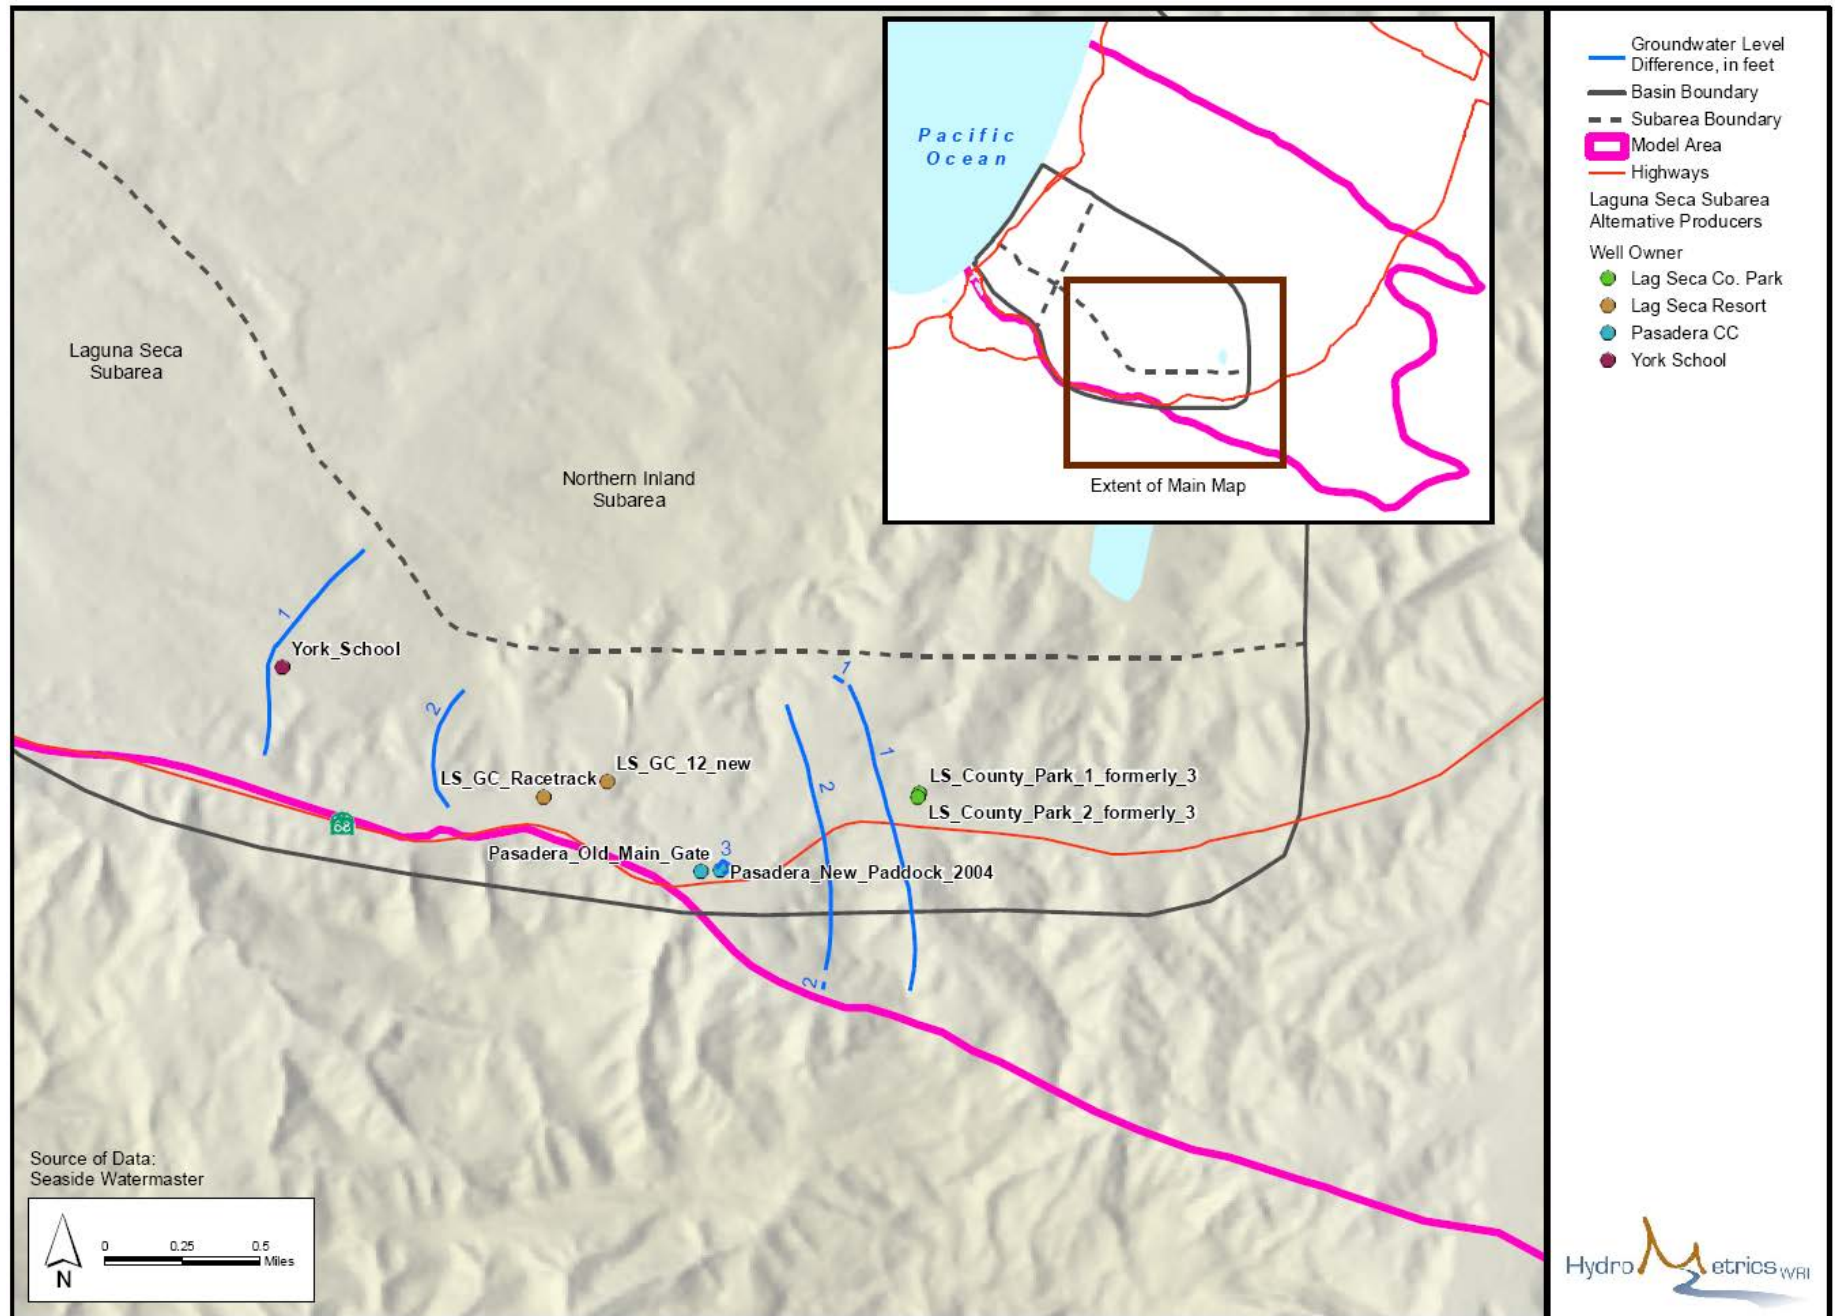 Pacific
Ocean
Extent of Main Map
Laguna Seca
Subarea
Northern Inland
Subarea
1
York_School
2
1
LS_GC_12_new
LS_GC_Racetrack
2
1
LS_County_Park_1_formerly_3
LS_County_Park_2_formerly_3
68
Pasadera_Old_Main_Gate
3
Pasadera_New_Paddock_2004
2
Source of Data:
Seaside Watermaster
0 0.25 0.5
Miles
N
Groundwater Level
Difference, in feet
Basin Boundary
Subarea Boundary
Model Area
Highways
Laguna Seca Subarea
Alternative Producers
Well Owner
Lag Seca Co. Park
Lag Seca Resort
Pasadera CC
York School
HydroMetrics WRI